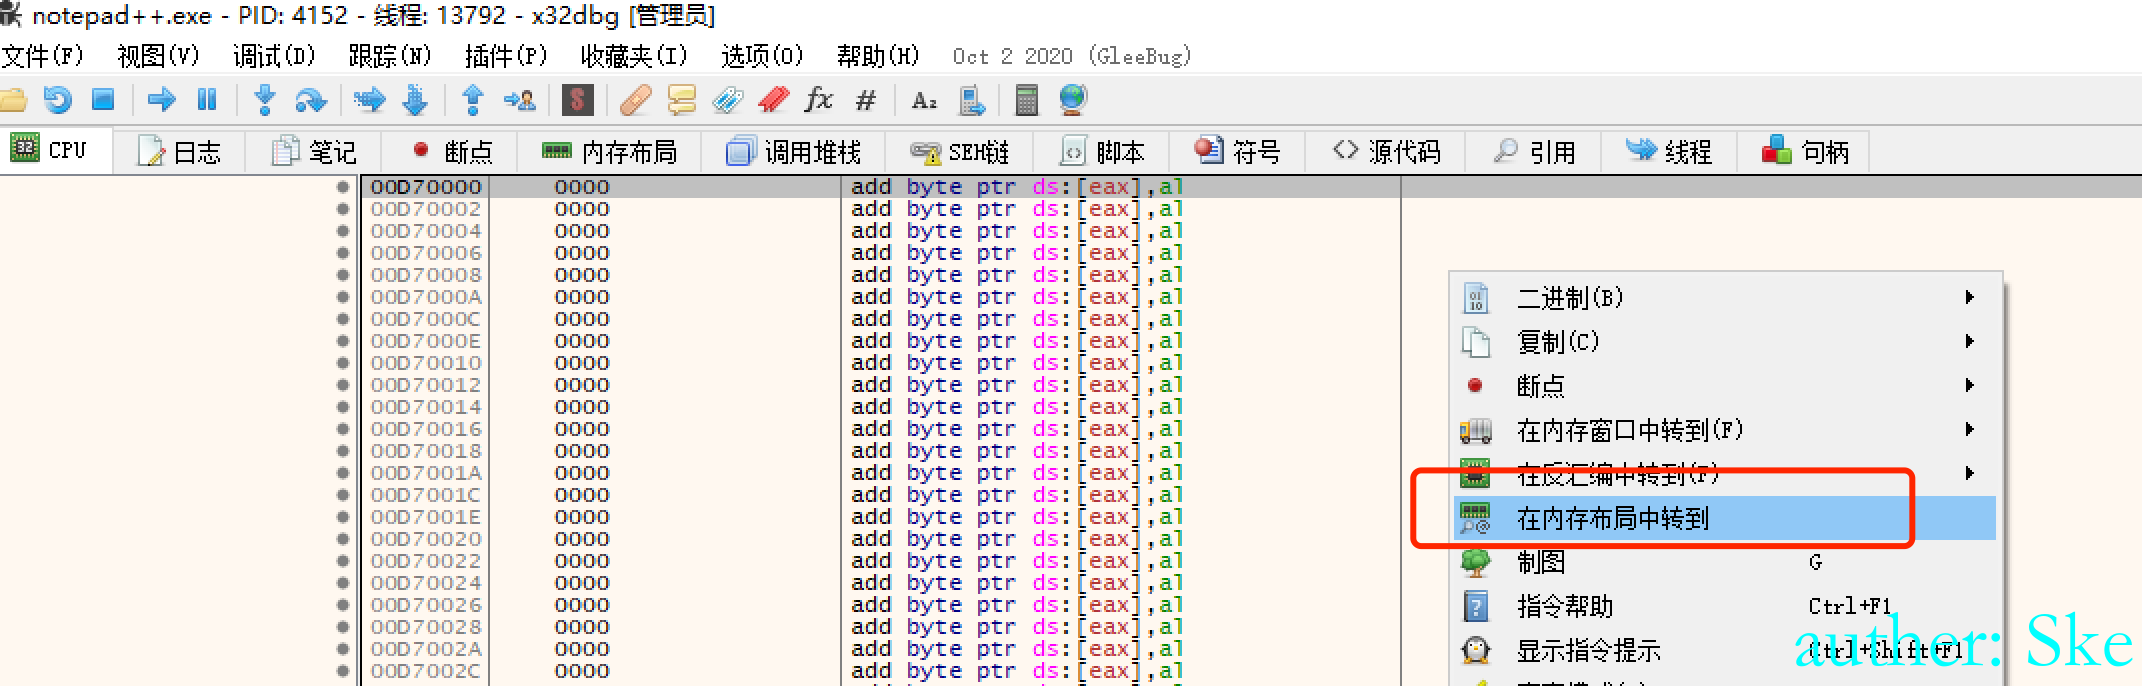 notepad++.exe - PID: 4152 - 线程: 13792 - x32dbg [管理员]
文件(F) 视图(V) 调试(D) 跟踪(N) 插件(P) 收藏夹(I) 选项(O) 帮助(H) Oct 2 2020 (GleeBug)
$ fx # Az
CPU 日志 笔记 断点 内存布局 调用堆栈 SEH链 脚本 符号 <> 源代码 引用 线程 句柄
00D70000 0000 add byte ptr ds:[eax],al
00D70002 0000 add byte ptr ds:[eax],al
00D70004 0000 add byte ptr ds:[eax],al
00D70006 0000 add byte ptr ds:[eax],al
00D70008 0000 add byte ptr ds:[eax],al
00D7000A 0000 add byte ptr ds:[eax],al
00D7000C 0000 add byte ptr ds:[eax],al
00D7000E 0000 add byte ptr ds:[eax],al
00D70010 0000 add byte ptr ds:[eax],al
00D70012 0000 add byte ptr ds:[eax],al
00D70014 0000 add byte ptr ds:[eax],al
00D70016 0000 add byte ptr ds:[eax],al
00D70018 0000 add byte ptr ds:[eax],al
00D7001A 0000 add byte ptr ds:[eax],al
00D7001C 0000 add byte ptr ds:[eax],al
00D7001E 0000 add byte ptr ds:[eax],al
00D70020 0000 add byte ptr ds:[eax],al
00D70022 0000 add byte ptr ds:[eax],al
00D70024 0000 add byte ptr ds:[eax],al
00D70026 0000 add byte ptr ds:[eax],al
00D70028 0000 add byte ptr ds:[eax],al
00D7002A 0000 add byte ptr ds:[eax],al
00D7002C 0000 add byte ptr ds:[eax],al
二进制(B)
复制(C)
断点
在内存窗口中转到(F)
在反汇编中转到(F)
在内存布局中转到
制图 G
指令帮助 Ctrl+F1
显示指令提示 Ctrl+Shift+F1
auther: Ske